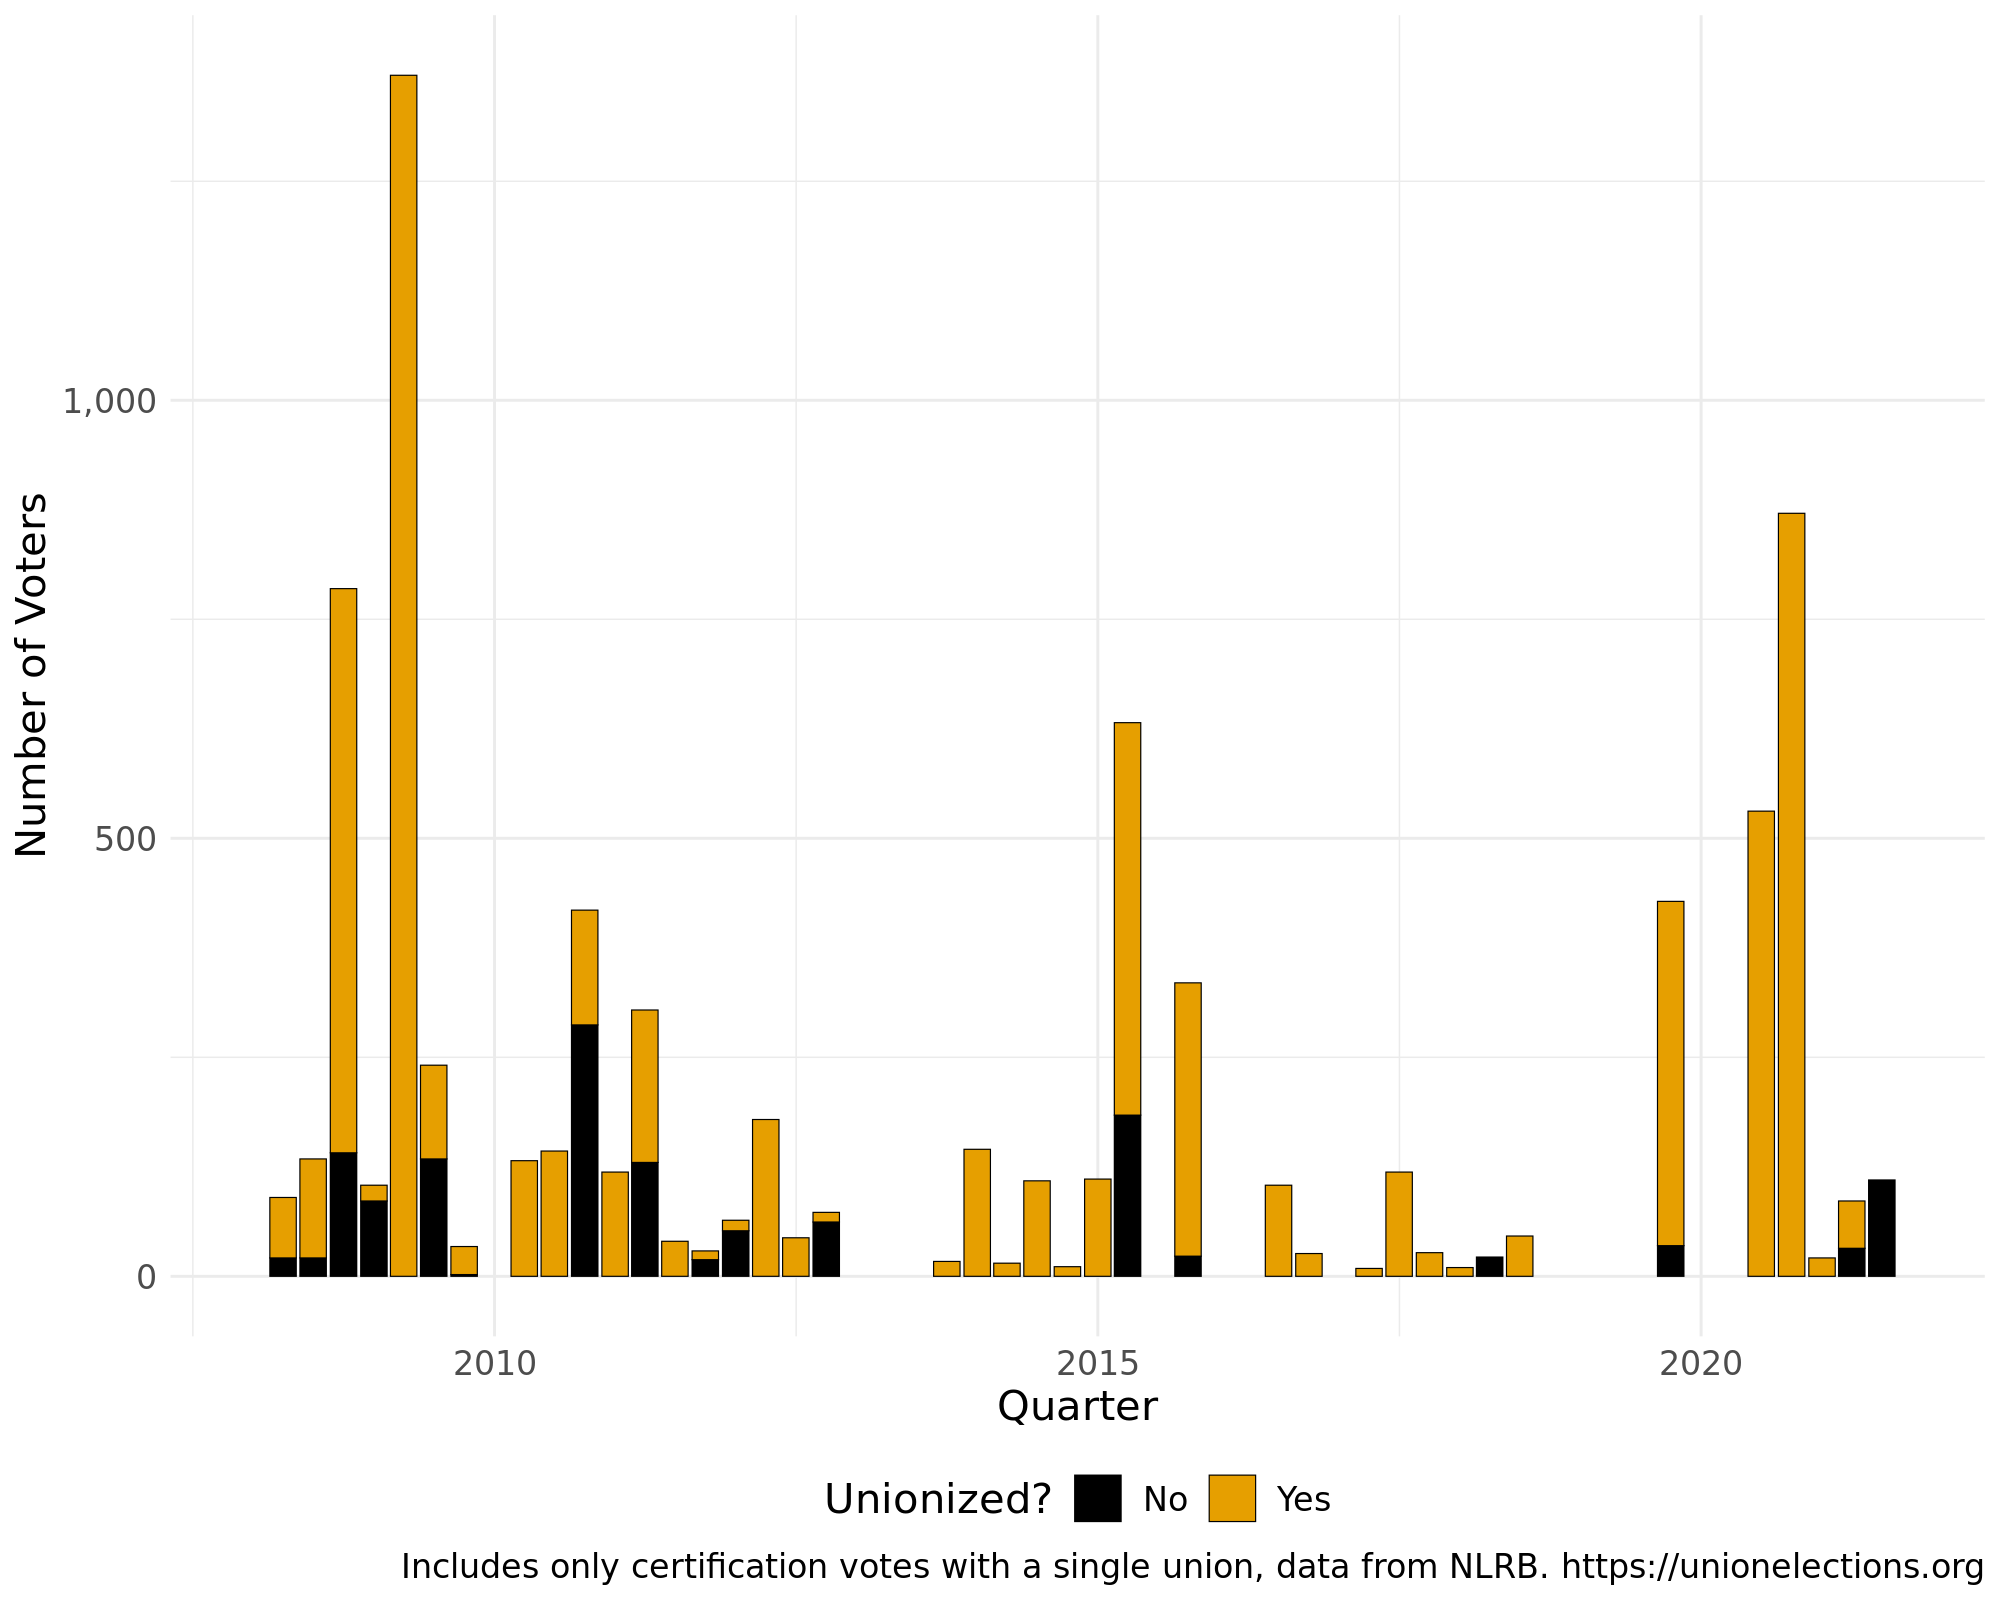 Number of Voters
1,000
500
0
2010 2015 2020
Quarter
Unionized? No Yes
Includes only certification votes with a single union, data from NLRB. https://unionelections.org